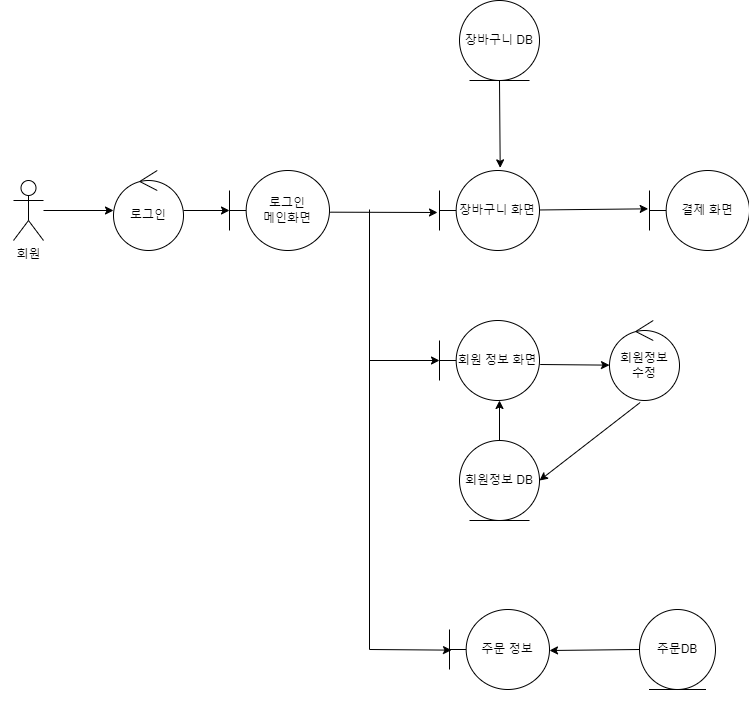 장바구니 DB
회원
로그인
로그인
메인화면
장바구니 화면
결제 화면
회원 정보 화면
회원정보
수정
회원정보 DB
주문 정보
주문DB